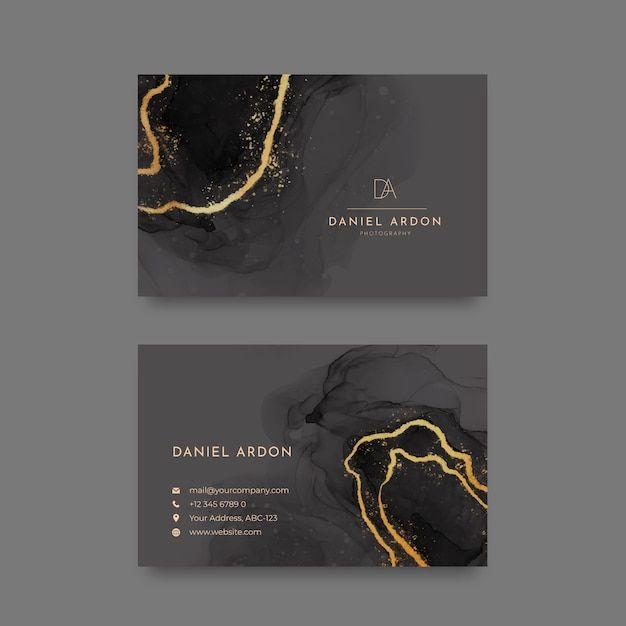 DA
DANIEL ARDON
PHOTOGRAPHY
DANIEL ARDON
mail@yourcompany.com
+12 345 6789 0
Your Address, ABC-123
www.website.com